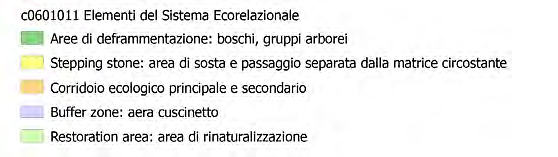 c0601011 Elementi del Sistema Ecorelazionale
Aree di deframmentazione: boschi, gruppi arborei
Stepping stone: area di sosta e passaggio separata dalla matrice circostante
Corridoio ecologico principale e secondario
Buffer zone: aera cuscinetto
Restoration area: area di rinaturalizzazione